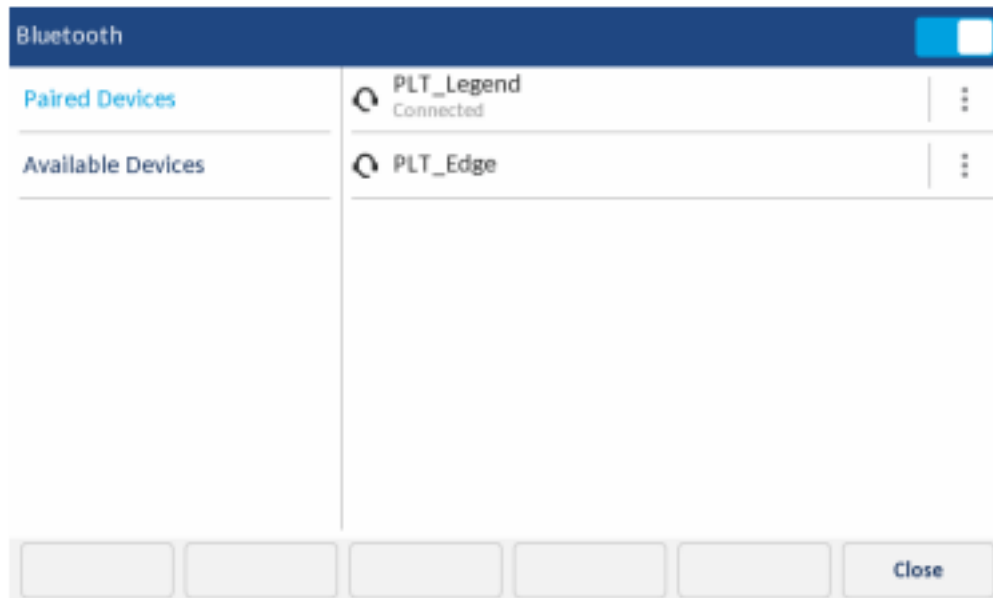 Bluetooth
Paired Devices
Available Devices
PLT_Legend
Connected
PLT_Edge
Close